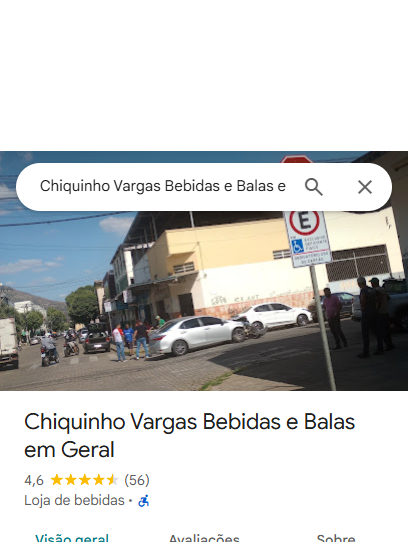 Chiquinho Vargas Bebidas e Balas e
E
Chiquinho Vargas Bebidas e Balas
em Geral
4,6 (56)
Loja de bebidas •
Visão geral Avaliações Sobre